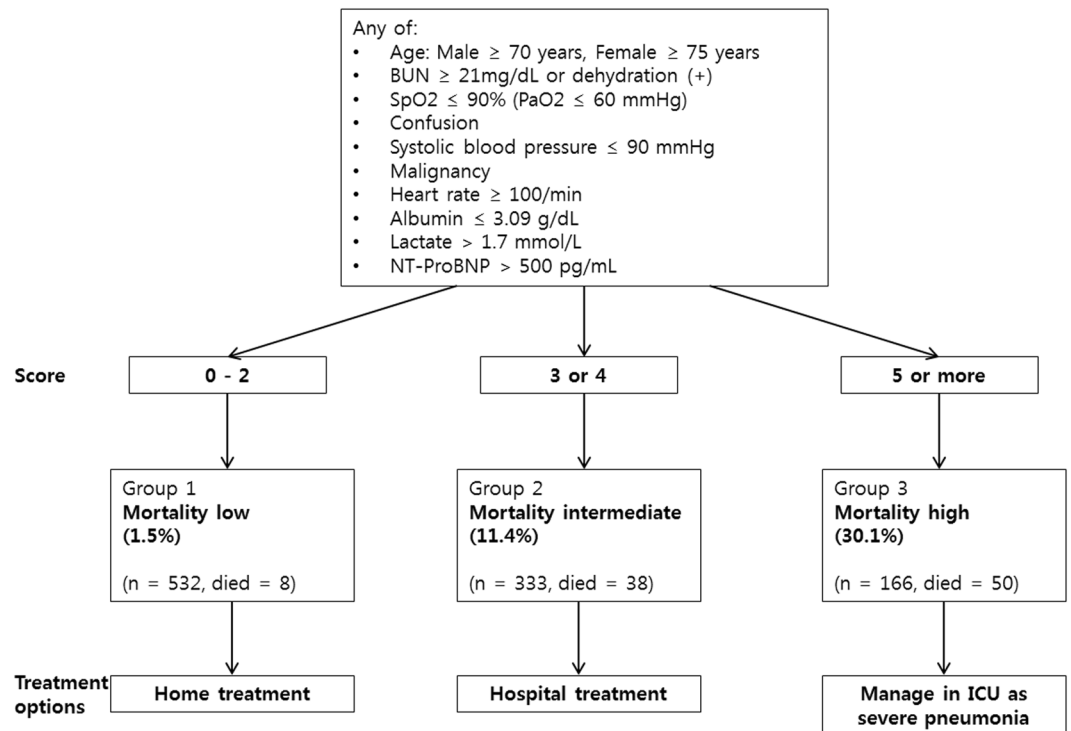 Any of:
• Age: Male ≥ 70 years, Female ≥ 75 years
• BUN ≥ 21mg/dL or dehydration (+)
• SpO2 ≤ 90% (PaO2 ≤ 60 mmHg)
• Confusion
• Systolic blood pressure ≤ 90 mmHg
• Malignancy
• Heart rate ≥ 100/min
• Albumin ≤ 3.09 g/dL
• Lactate > 1.7 mmol/L
• NT-ProBNP > 500 pg/mL
Score
0 - 2
3 or 4
5 or more
Group 1
Mortality low
(1.5%)
(n = 532, died = 8)
Group 2
Mortality intermediate
(11.4%)
(n = 333, died = 38)
Group 3
Mortality high
(30.1%)
(n = 166, died = 50)
Treatment
options
Home treatment
Hospital treatment
Manage in ICU as
severe pneumonia